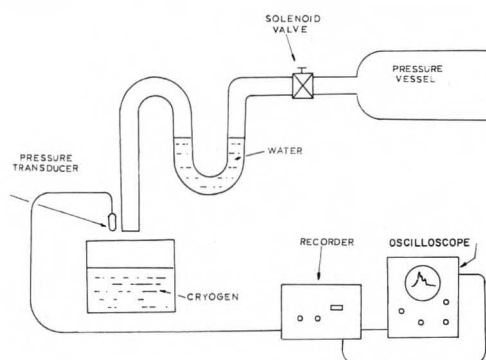 SOLENOID
VALVE
PRESSURE
VESSEL
WATER
PRESSURE
TRANSDUCER
RECORDER
OSCILLOSCOPE
CRYOGEN